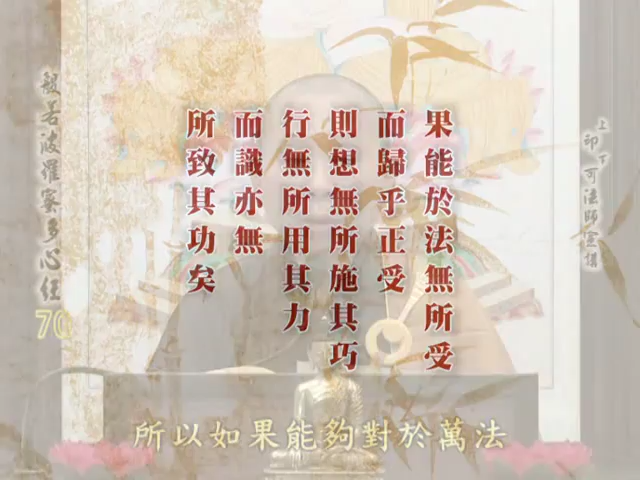 果能於法無所受
而歸乎正受
則想無所施其巧
行無所用其力
而識亦無
所致其功矣
般若波羅蜜多心經
70
上印下可法師宣講
所以如果能夠對於萬法